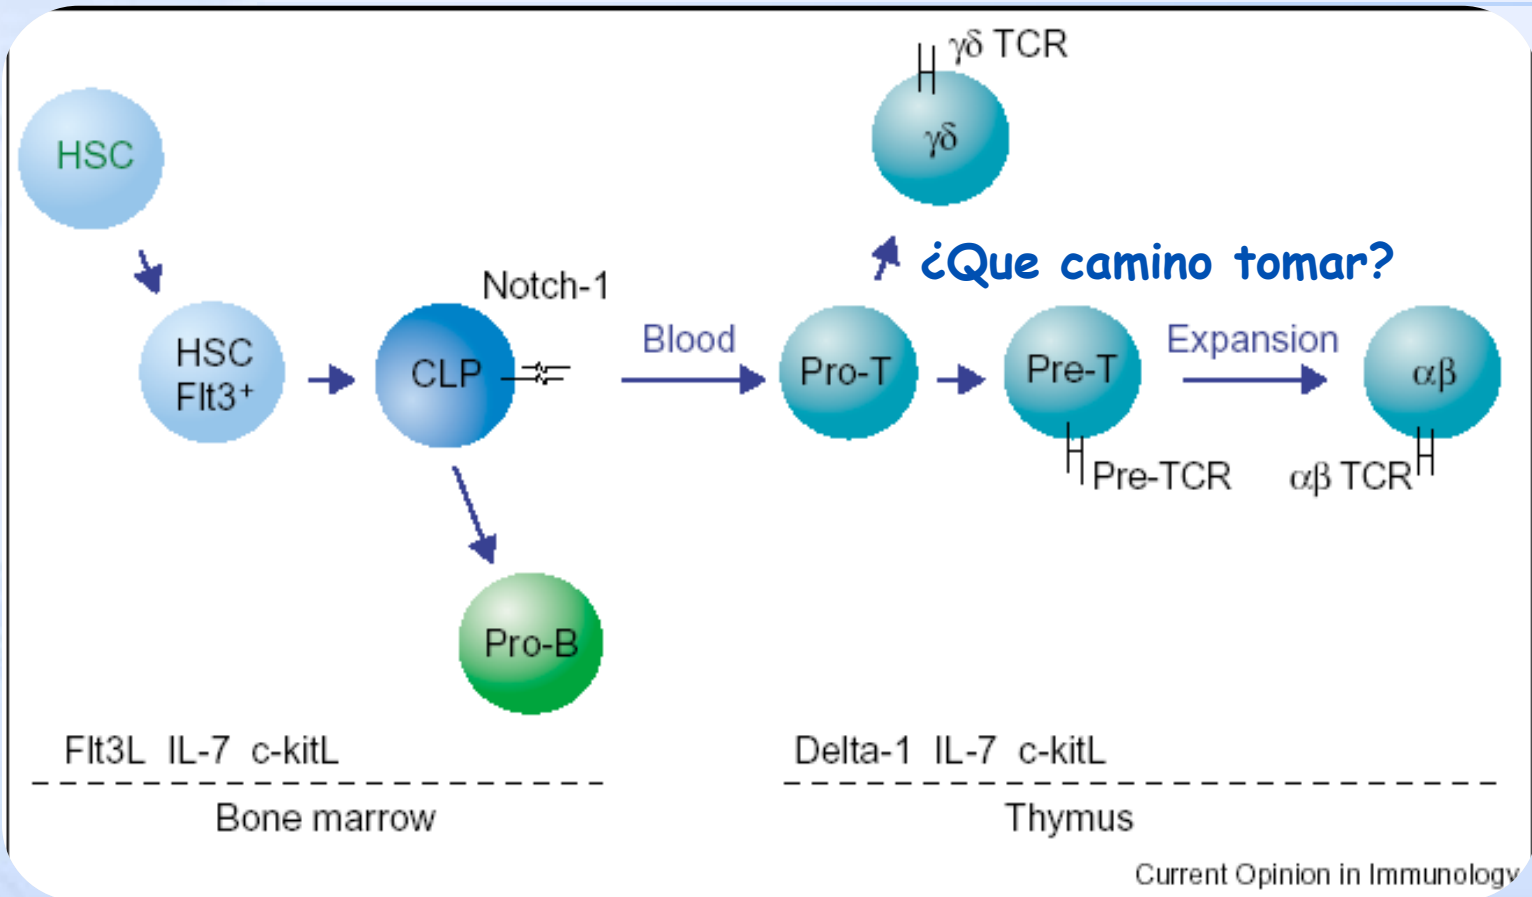 γδ TCR
HSC
γδ
¿Que camino tomar?
Notch-1
HSC
Flt3⁺
CLP
Blood
Pro-T
Pre-T
Expansion
αβ
Pre-TCR
αβ TCR
Pro-B
Flt3L IL-7 c-kitL
Delta-1 IL-7 c-kitL
Bone marrow
Thymus
Current Opinion in Immunology